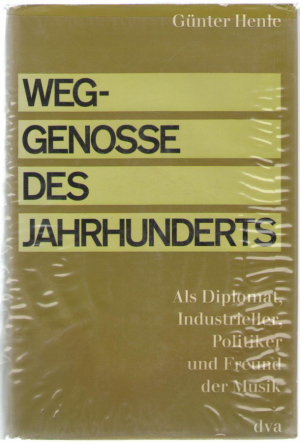 Günter Henle
WEG-
GENOSSE
DES
JAHRHUNDERTS
Als Diplomat,
Industrieller,
Politiker
und Freund
der Musik
dva